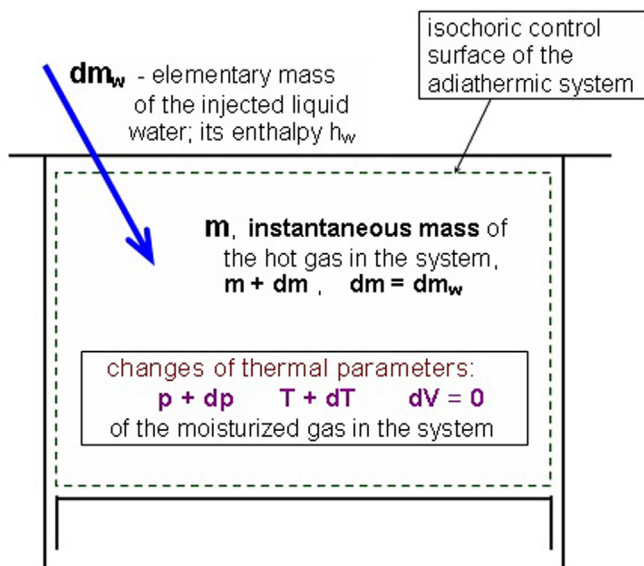 isochoric control
surface of the
adiathermic system
dmw - elementary mass
of the injected liquid
water; its enthalpy hw
m, instantaneous mass of
the hot gas in the system,
m + dm , dm = dmw
changes of thermal parameters:
p + dp T + dT dV = 0
of the moisturized gas in the system